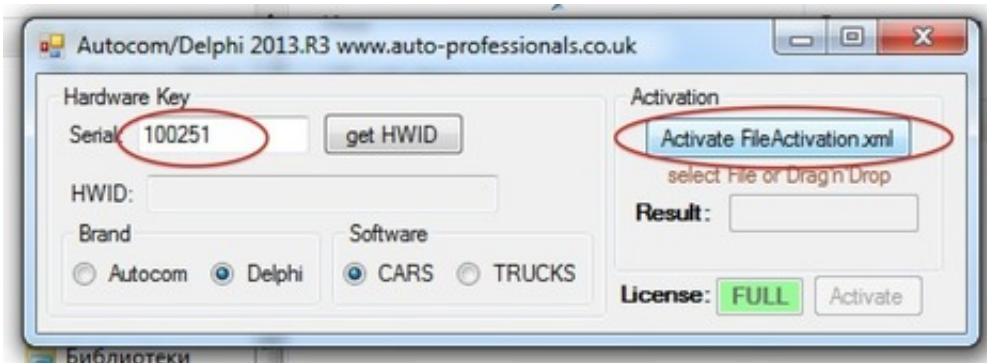 Autocom/Delphi 2013.R3 www.auto-professionals.co.uk
Hardware Key
Serial: 100251 get HWID
HWID:
Brand
Autocom Delphi
Software
CARS TRUCKS
Activation
Activate FileActivation.xml
select File or Drag'n'Drop
Result:
License: FULL Activate
Библиотеки